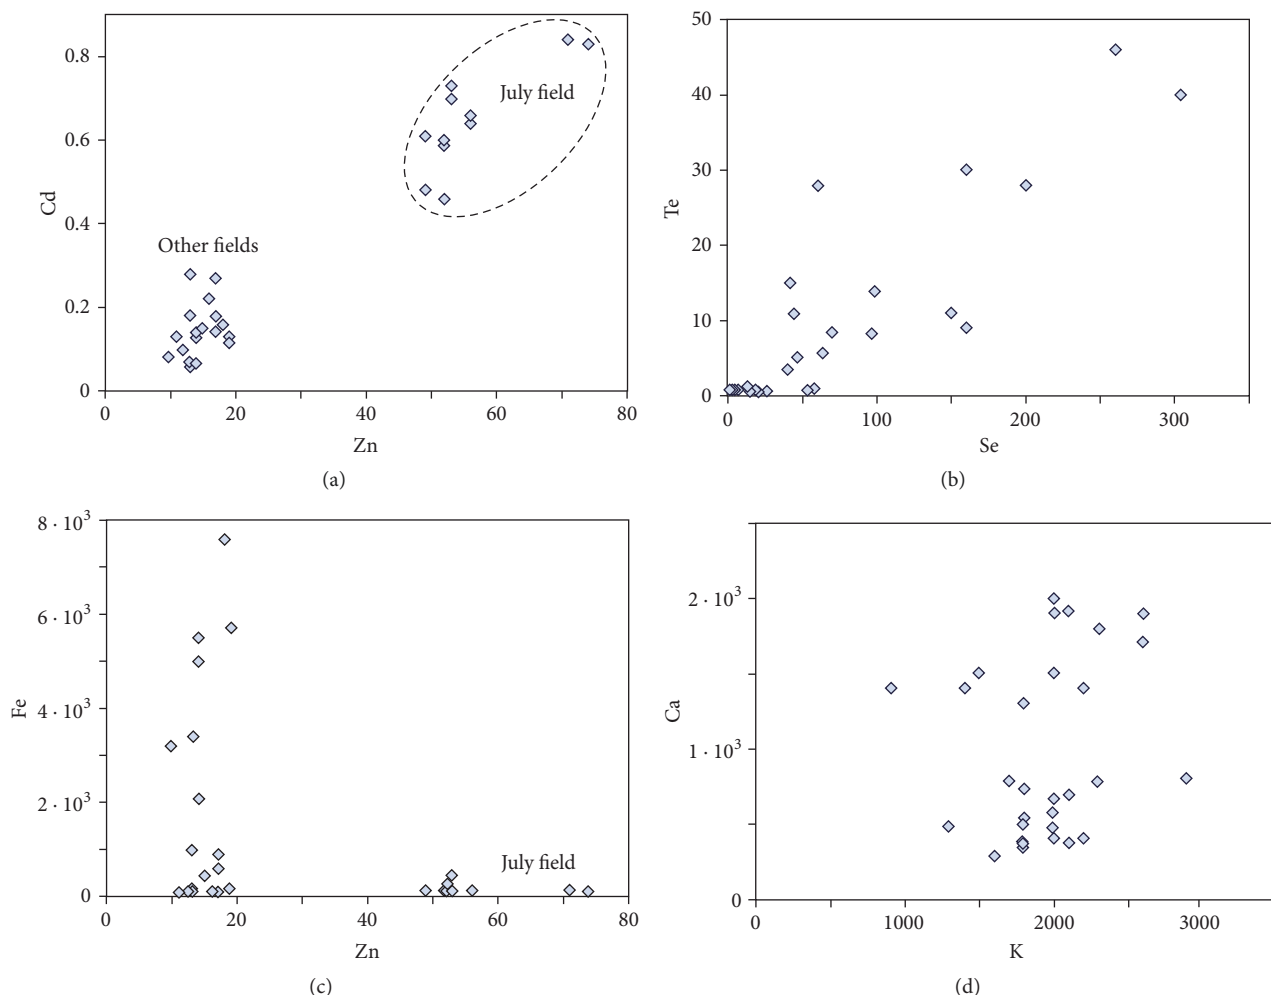 0.8
0.6
0.4
0.2
0
Cd
July field
Other fields
0 20 40 60 80
Zn
(a)
50
40
30
20
10
0
Te
0 100 200 300
Se
(b)
8 · 10³
6 · 10³
4 · 10³
2 · 10³
0
Fe
July field
0 20 40 60 80
Zn
(c)
2 · 10³
1 · 10³
0
Ca
0 1000 2000 3000
K
(d)